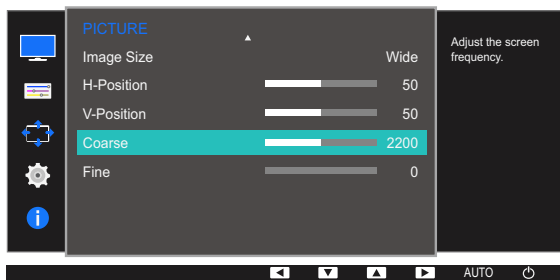 PICTURE
Image Size Wide
H-Position 50
V-Position 50
Coarse 2200
Fine 0
Adjust the screen
frequency.
AUTO